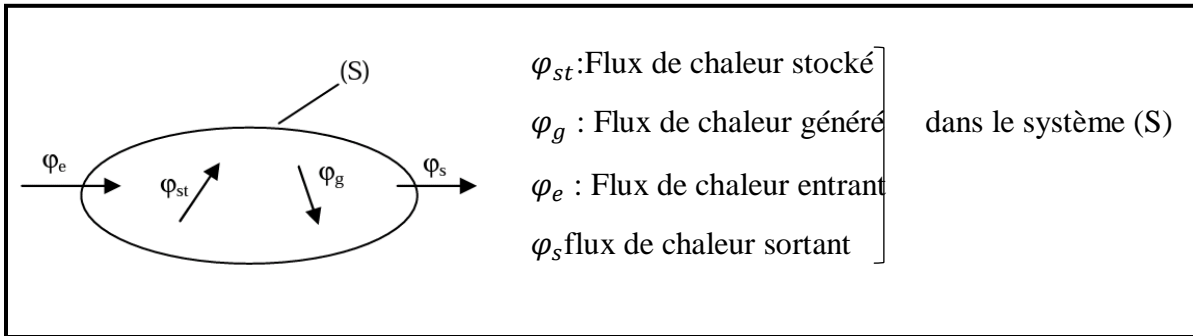 (S)
φe
φst
φg
φs
φst:Flux de chaleur stocké
φg : Flux de chaleur généré dans le système (S)
φe : Flux de chaleur entrant
φsflux de chaleur sortant